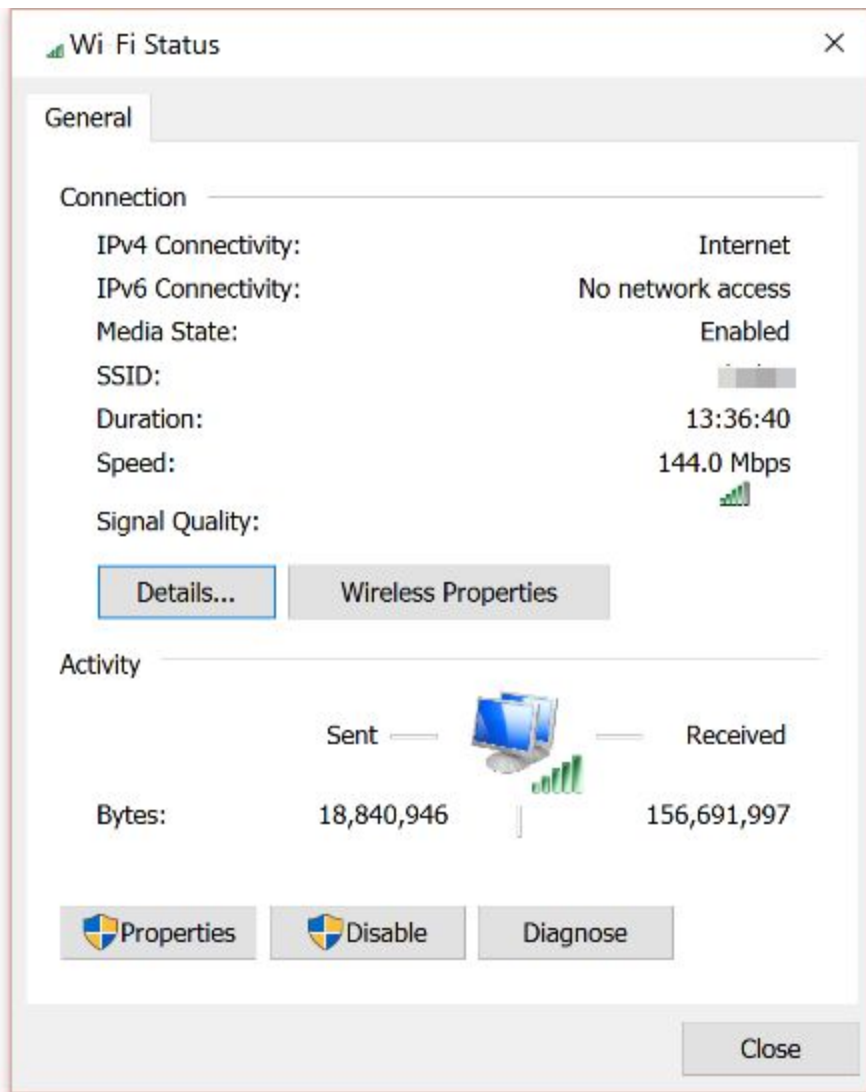 Wi-Fi Status
General
Connection
IPv4 Connectivity: Internet
IPv6 Connectivity: No network access
Media State: Enabled
SSID:
Duration: 13:36:40
Speed: 144.0 Mbps
Signal Quality:
Details... Wireless Properties
Activity
Sent Received
Bytes: 18,840,946 156,691,997
Properties Disable Diagnose
Close